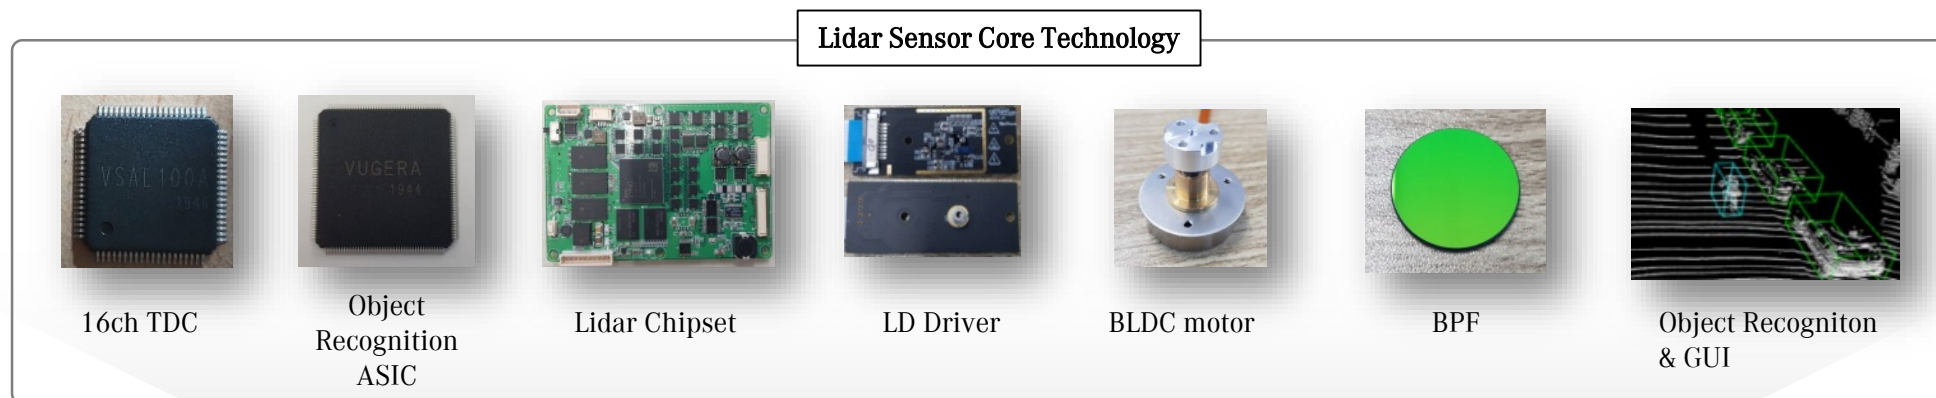 Lidar Sensor Core Technology
VSAL100A
VUGERA
1944
16ch TDC
Object
Recognition
ASIC
Lidar Chipset
LD Driver
BLDC motor
BPF
Object Recogniton
& GUI